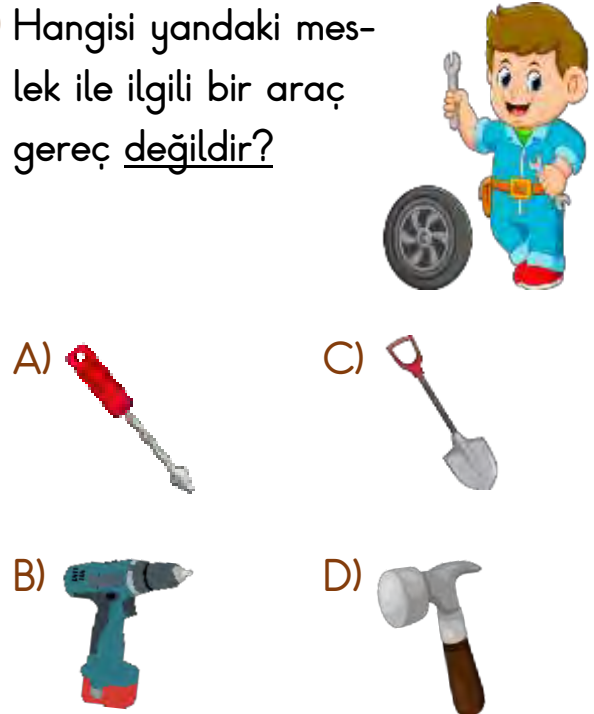 Hangisi yandaki mes-
lek ile ilgili bir araç
gereç değildir?
A)
C)
B)
D)